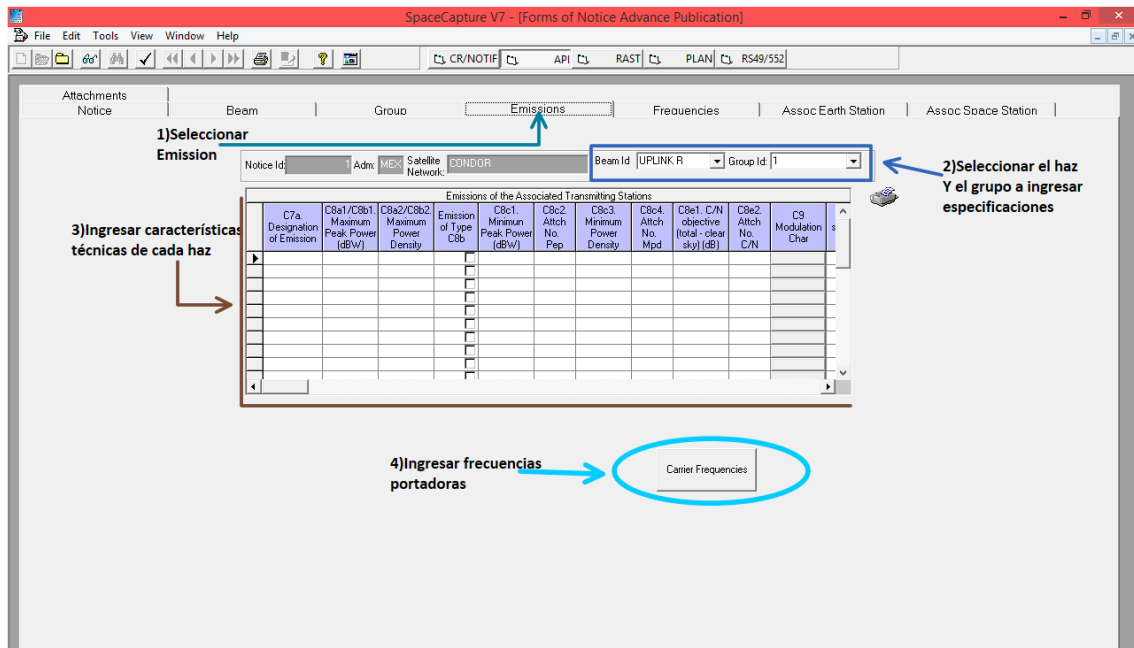 SpaceCapture V7 - [Forms of Notice Advance Publication]
File Edit Tools View Window Help
CR/NOTIF API RAST PLAN RS49/552
Attachments
Notice Beam Group Emissions Frequencies Assoc Earth Station Assoc Space Station
1)Seleccionar
Emission
Notice Id: 1 Adm: MEX Satellite Network: CONDOR Beam Id UPLINK R Group Id: 1
2)Seleccionar el haz
Y el grupo a ingresar
especificaciones
Emissions of the Associated Transmitting Stations
C7a. Designation of Emission
C8a1/C8b1. Maximum Peak Power (dBW)
C8a2/C8b2. Maximum Power Density
Emission of Type C8b
C8c1. Minimun Peak Power (dBW)
C8c2. Attch No. Pep
C8c3. Minimum Power Density
C8c4. Attch No. Mpd
C8e1. C/N objective (total - clear sky) (dB)
C8e2. Attch No. C/N
C9 Modulation Char
s
3)Ingresar características
técnicas de cada haz
4)Ingresar frecuencias
portadoras
Carrier Frequencies